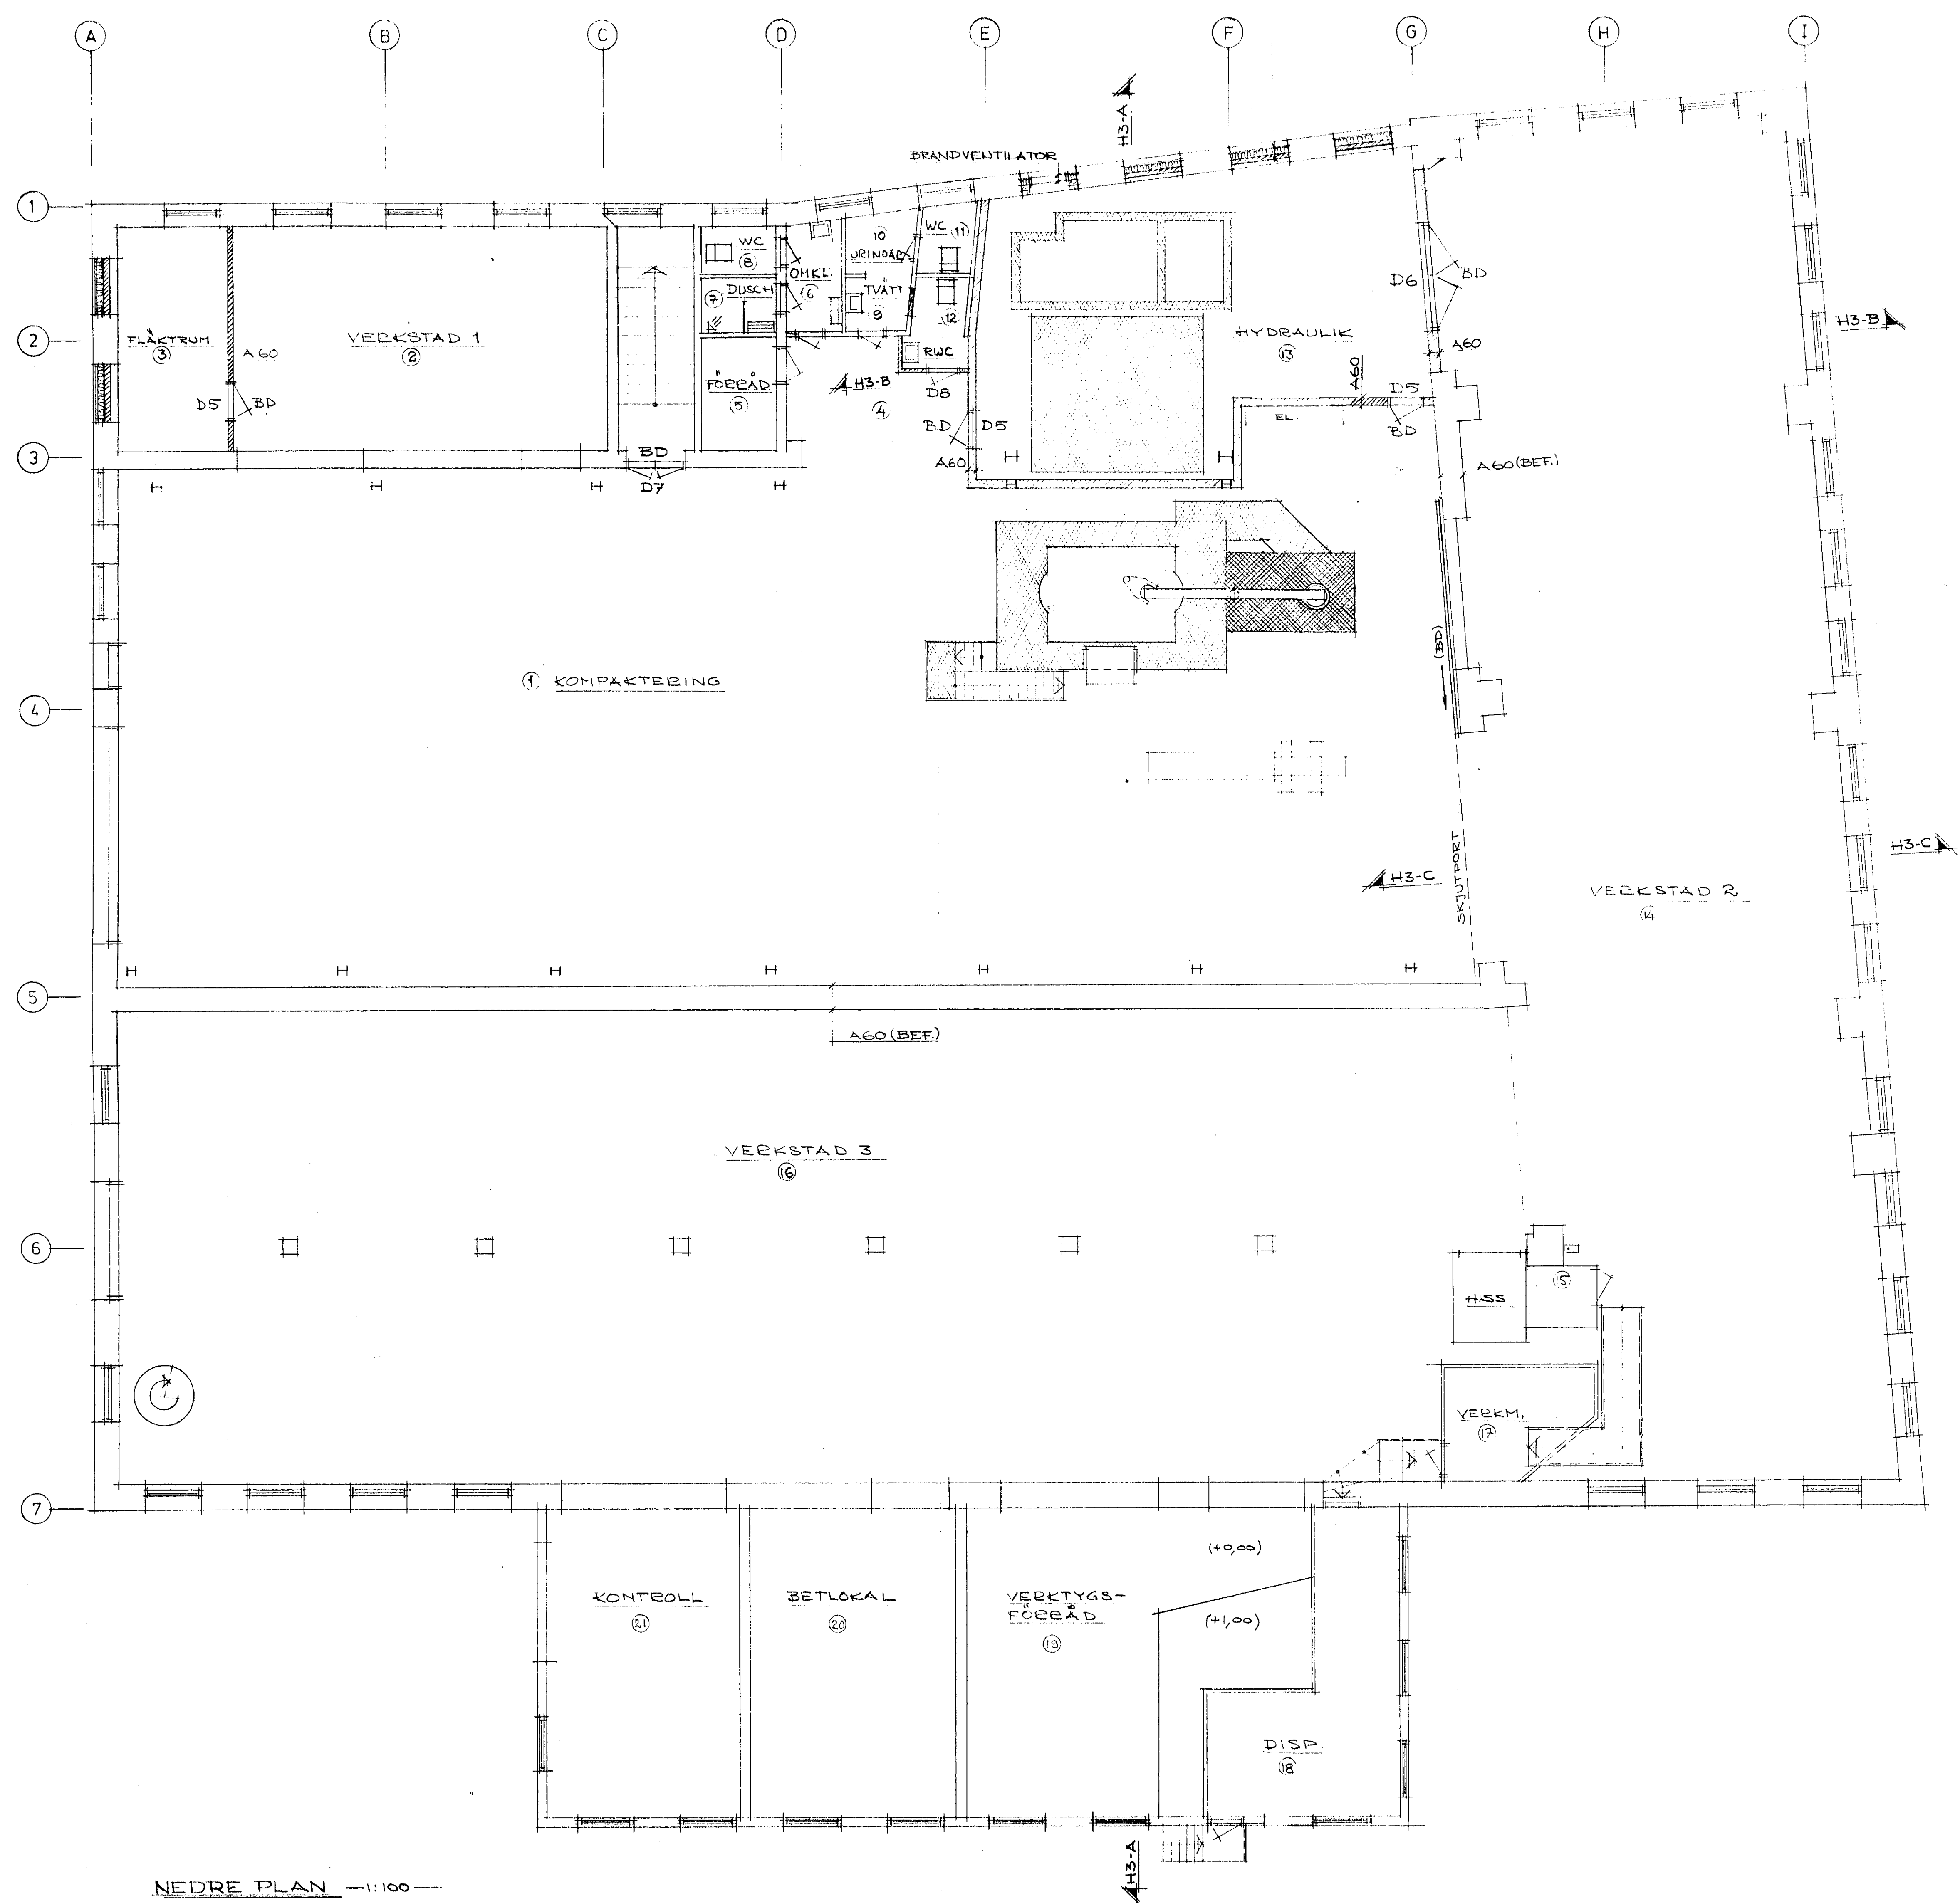 A B C D E F G H I
H3-A
BRANDVENTILATOR
1
WC 8
10
URINOAR
WC 11
OMKL.
6
7 DUSCH
TVÄTT
9
12
D6
BD
H3-B
2
FLÄKTRUM
3
A60
VERKSTAD 1
2
HYDRAULIK
13
A60
RWC
FÖRRÅD
5
H3-B
4
D8
D5
BD
A60
D5
EL.
BD
BD
D5
A60
3
BD
D7
A60(BEF.)
(BD)
1 KOMPAKTERING
4
SKJUTPORT
H3-C
H3-C
VERKSTAD 2
14
5
A60(BEF.)
VERKSTAD 3
16
6
HISS
15
VERKM.
17
7
(+0,00)
KONTROLL
21
BETLOKAL
20
VERKTYGS-
FÖRRÅD
19
(+1,00)
DISP.
18
H3-A
NEDRE PLAN —1:100—